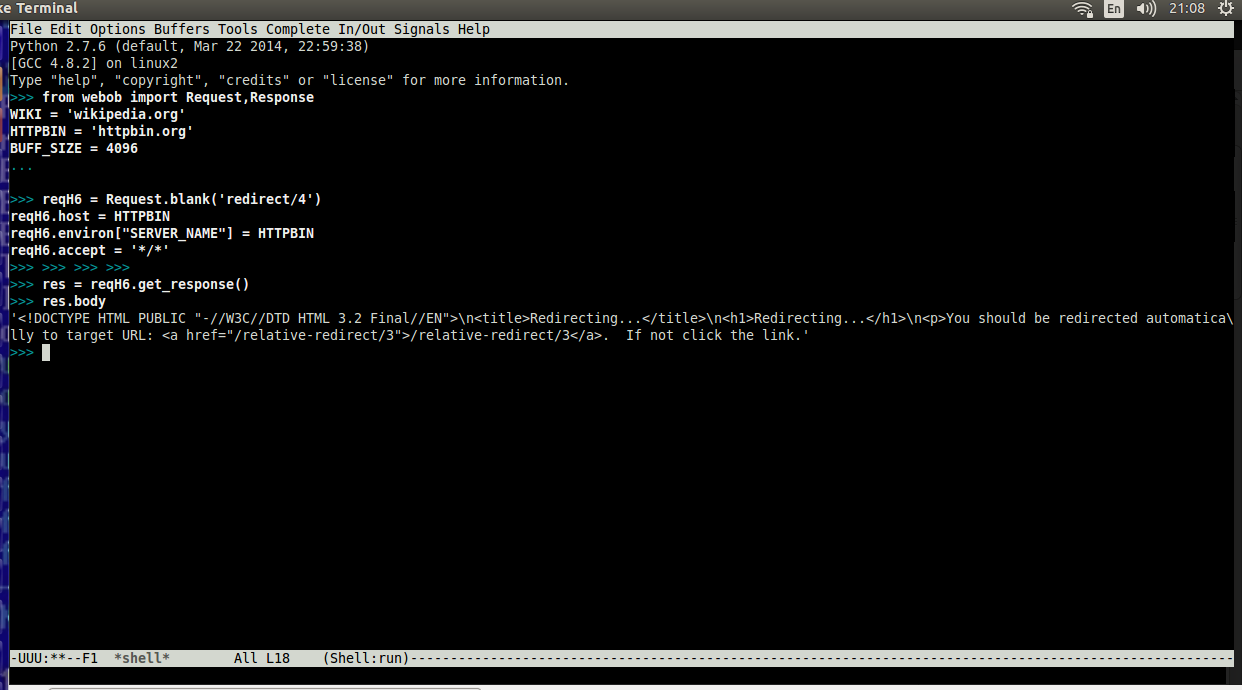 ke Terminal
En
21:08
File Edit Options Buffers Tools Complete In/Out Signals Help
Python 2.7.6 (default, Mar 22 2014, 22:59:38)
[GCC 4.8.2] on linux2
Type "help", "copyright", "credits" or "license" for more information.
>>> from webob import Request,Response
WIKI = 'wikipedia.org'
HTTPBIN = 'httpbin.org'
BUFF_SIZE = 4096
...
>>> reqH6 = Request.blank('redirect/4')
reqH6.host = HTTPBIN
reqH6.environ["SERVER_NAME"] = HTTPBIN
reqH6.accept = '*/*'
>>> >>> >>> >>>
>>> res = reqH6.get_response()
>>> res.body
'<!DOCTYPE HTML PUBLIC "-//W3C//DTD HTML 3.2 Final//EN">\n<title>Redirecting...</title>\n<h1>Redirecting...</h1>\n<p>You should be redirected automatica\
lly to target URL: <a href="/relative-redirect/3">/relative-redirect/3</a>.  If not click the link.'
>>>
-UUU:**--F1  *shell*        All L18    (Shell:run)-------------------------------------------------------------------------------------------------------